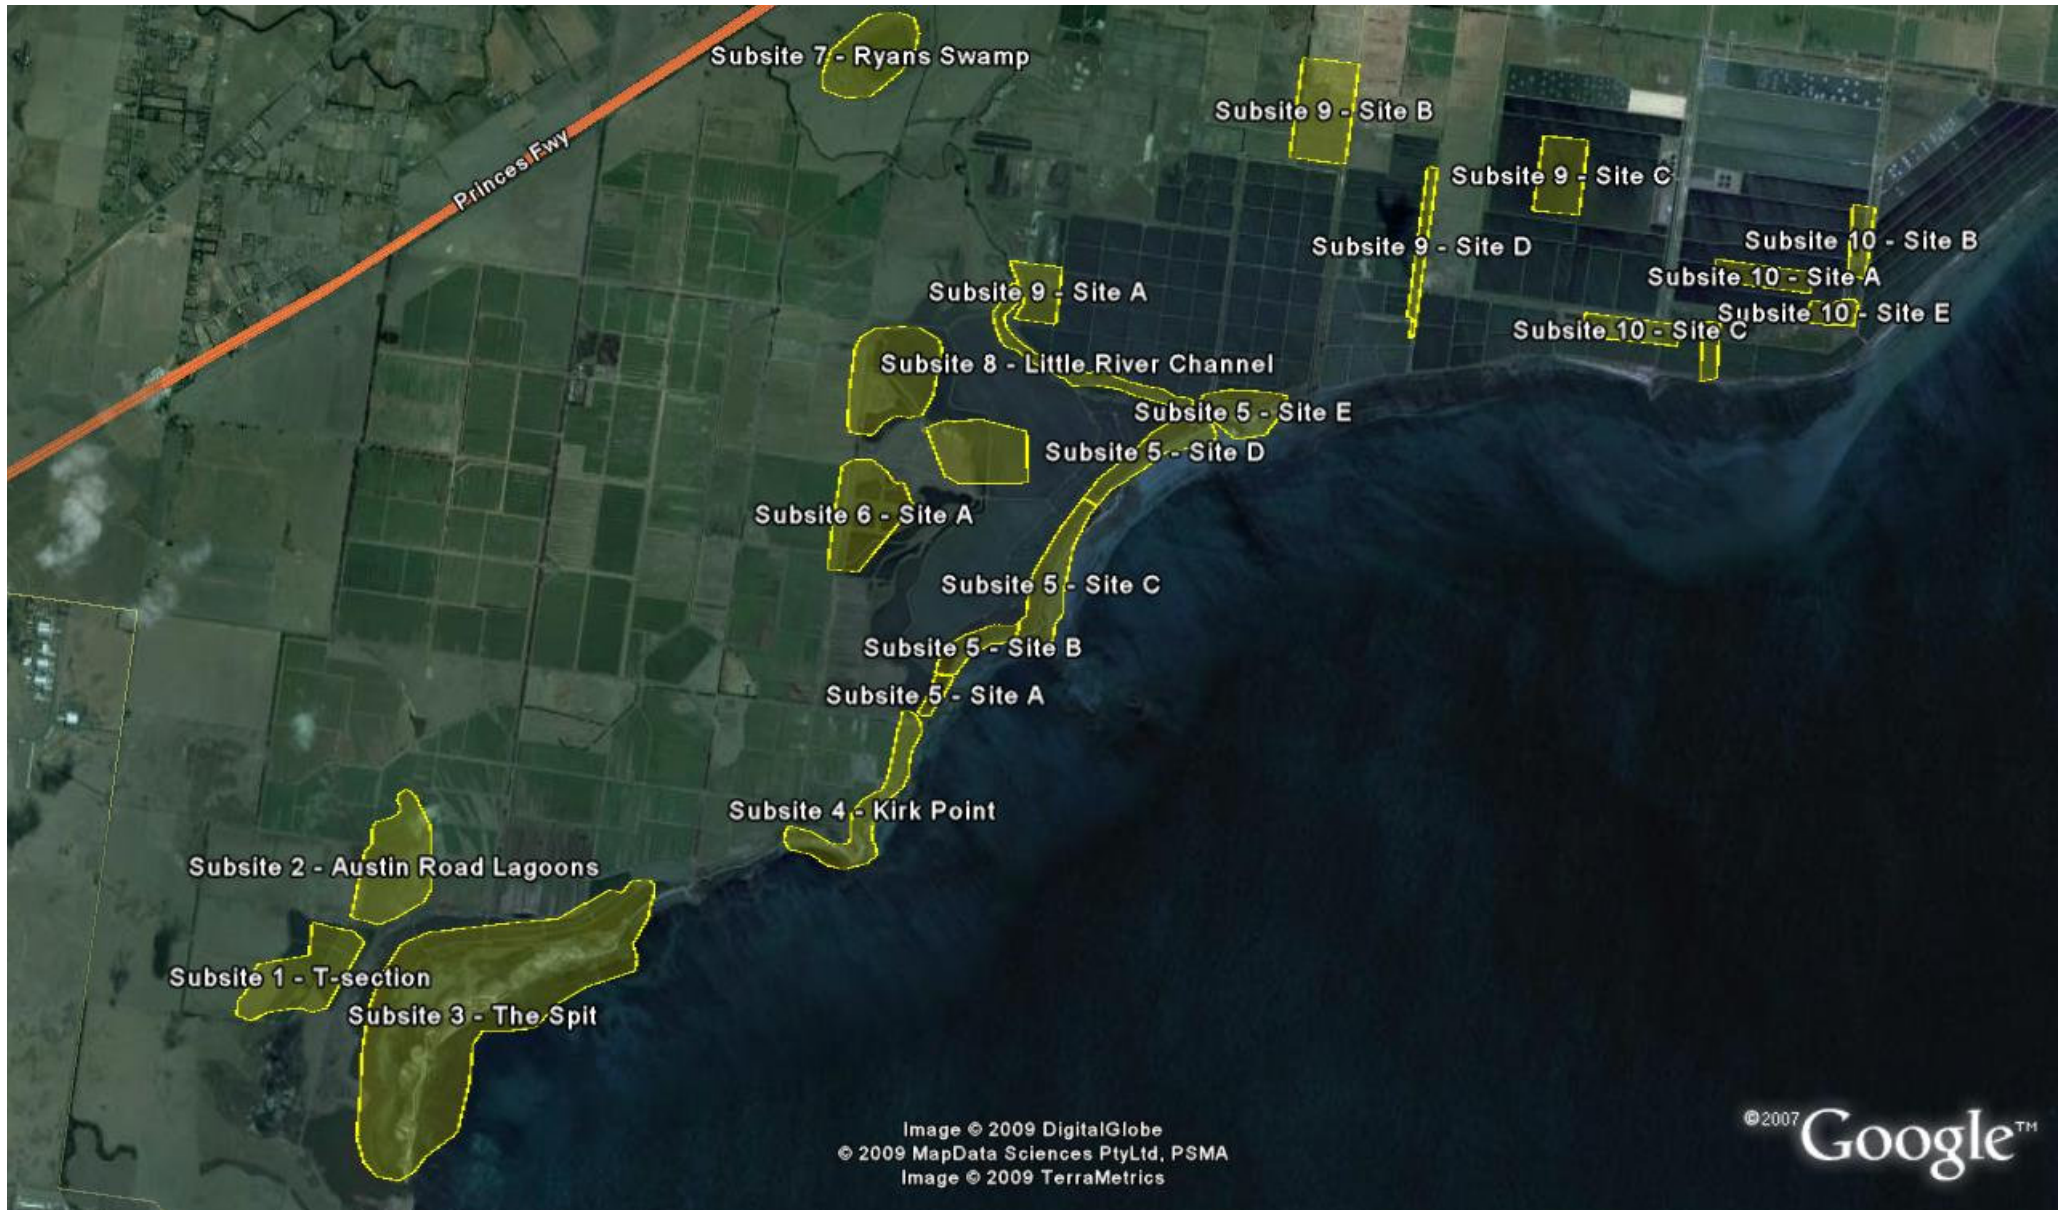 Subsite 7 - Ryans Swamp
Princes Fwy
Subsite 9 - Site B
Subsite 9 - Site C
Subsite 9 - Site D
Subsite 10 - Site B
Subsite 10 - Site A
Subsite 9 - Site A
Subsite 10 - Site E
Subsite 10 - Site C
Subsite 8 - Little River Channel
Subsite 5 - Site E
Subsite 5 - Site D
Subsite 6 - Site A
Subsite 5 - Site C
Subsite 5 - Site B
Subsite 5 - Site A
Subsite 4 - Kirk Point
Subsite 2 - Austin Road Lagoons
Subsite 1 - T-section
Subsite 3 - The Spit
Image © 2009 DigitalGlobe
© 2009 MapData Sciences PtyLtd, PSMA
Image © 2009 TerraMetrics
©2007 Google™